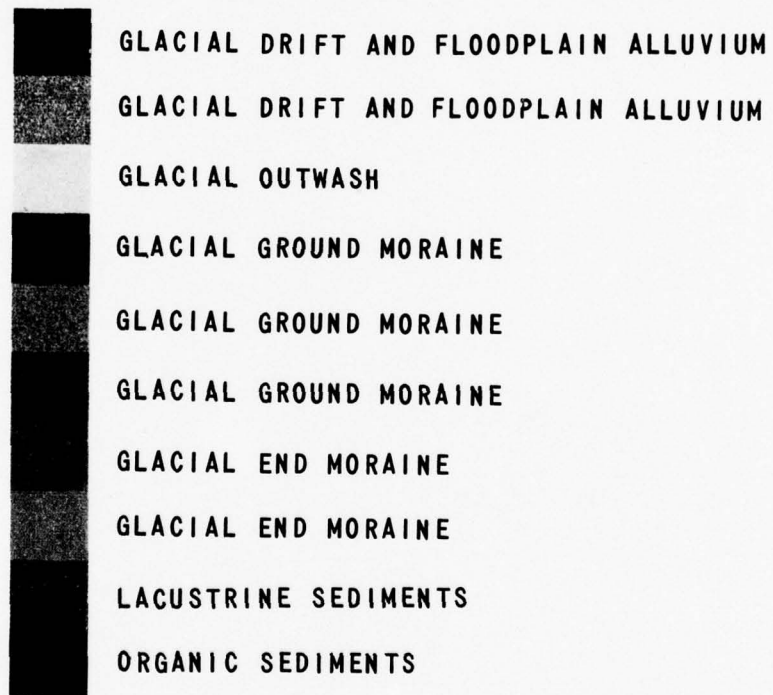 GLACIAL DRIFT AND FLOODPLAIN ALLUVIUM
GLACIAL DRIFT AND FLOODPLAIN ALLUVIUM
GLACIAL OUTWASH
GLACIAL GROUND MORAINE
GLACIAL GROUND MORAINE
GLACIAL GROUND MORAINE
GLACIAL END MORAINE
GLACIAL END MORAINE
LACUSTRINE SEDIMENTS
ORGANIC SEDIMENTS